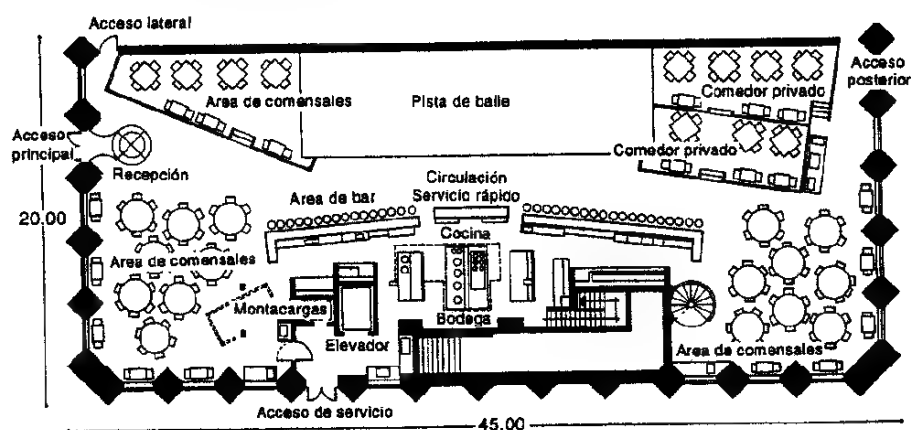 Acceso lateral
Acceso
posterior
Area de comensales
Pista de baile
Comedor privado
Acceso
principal
Comedor privado
Recepción
Circulación
Servicio rápido
Area de bar
20.00
Cocina
Area de comensales
Montacargas
Bodega
Elevador
Area de comensales
Acceso de servicio
45.00